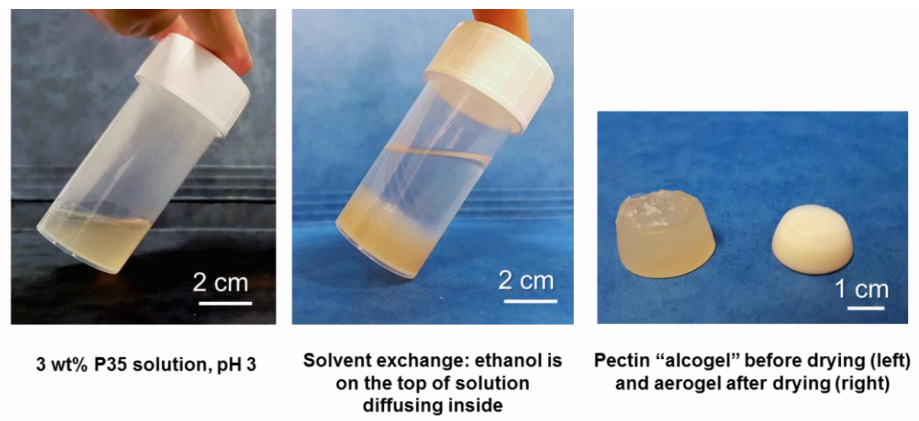 2 cm
2 cm
1 cm
3 wt% P35 solution, pH 3
Solvent exchange: ethanol is
on the top of solution
diffusing inside
Pectin “alcogel” before drying (left)
and aerogel after drying (right)